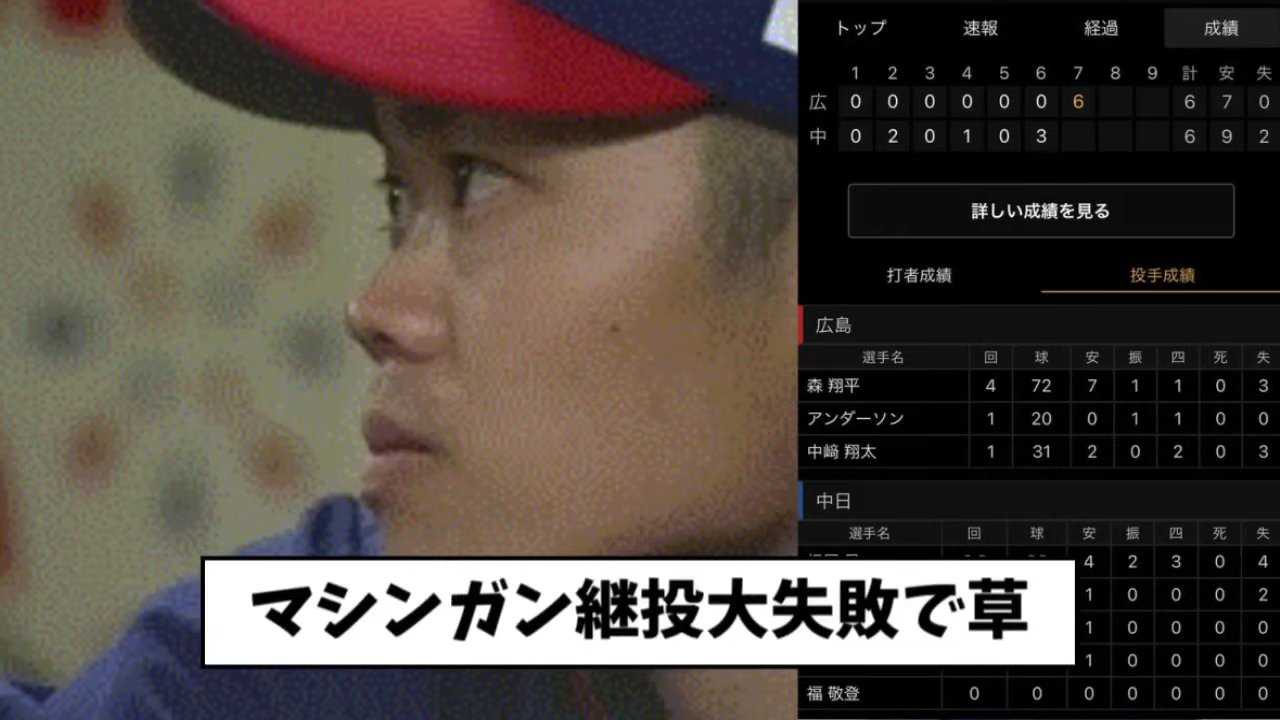 トップ 速報 経過 成績
1 2 3 4 5 6 7 8 9 計 安 失
広 0 0 0 0 0 0 6 6 7 0
中 0 2 0 1 0 3 6 9 2
詳しい成績を見る
打者成績 投手成績
広島
選手名 回 球 安 振 四 死 失
森 翔平 4 72 7 1 1 0 3
アンダーソン 1 20 0 1 1 0 0
中﨑 翔太 1 31 2 0 2 0 3
中日
選手名 回 球 安 振 四 死 失
4 2 3 0 4
1 0 0 0 2
1 0 0 0 0
1 0 0 0 0
福 敬登 0 0 0 0 0 0 0
マシンガン継投大失敗で草